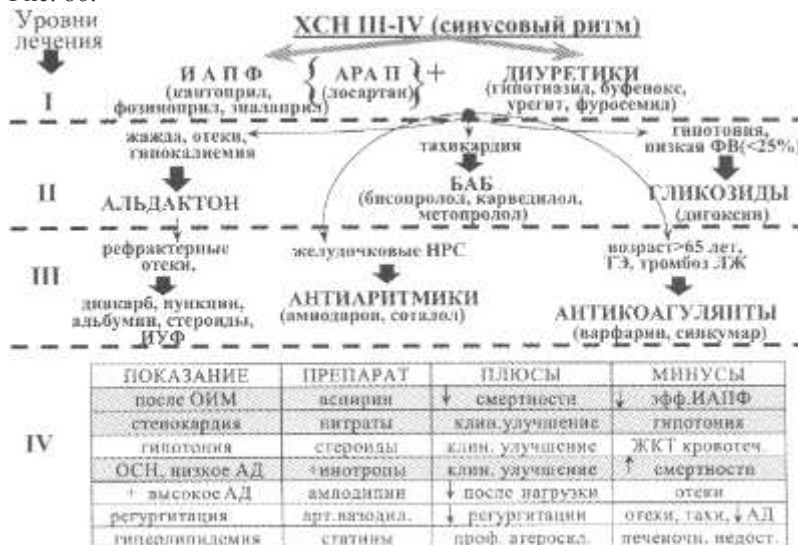 Рис. 80.
Уровни
лечения
ХСН III-IV (синусовый ритм)
И А П Ф
(каптоприл,
фозиноприл, эналаприл)
АРА П
(лосартан)
+
ДИУРЕТИКИ
(гипотиазид, буфенокс,
урегит, фуросемид)
I
жажда, отеки,
гипокалиемия
тахикардия
гипотония,
низкая ФВ(<25%)
II
АЛЬДАКТОН
БАБ
(бисопролол, карведилол,
метопролол)
ГЛИКОЗИДЫ
(дигоксин)
III
рефрактерные
отеки,
желудочковые НРС
возраст>65 лет,
ТЭ, тромбоз ЛЖ
диакарб, пункции,
альбумин, стероиды,
ИУФ
АНТИАРИТМИКИ
(амиодарон, соталол)
АНТИКОАГУЛЯНТЫ
(варфарин, синкумар)
IV
ПОКАЗАНИЕ ПРЕПАРАТ ПЛЮСЫ МИНУСЫ
после ОИМ аспирин ↓ смертности ↓ эфф.ИАПФ
стенокардия нитраты клин.улучшение гипотония
гипотония стероиды клин. улучшение ЖКТ кровотеч.
ОСН, низкое АД +инотропы клин. улучшение ↑ смертности
↑ высокое АД амлодипин ↓ после нагрузки отеки
регургитация арт.вазодил. ↓ регургитации отеки, тахи, ↓ АД
гиперлипидемия статины проф. атероскл. печеночн. недост.